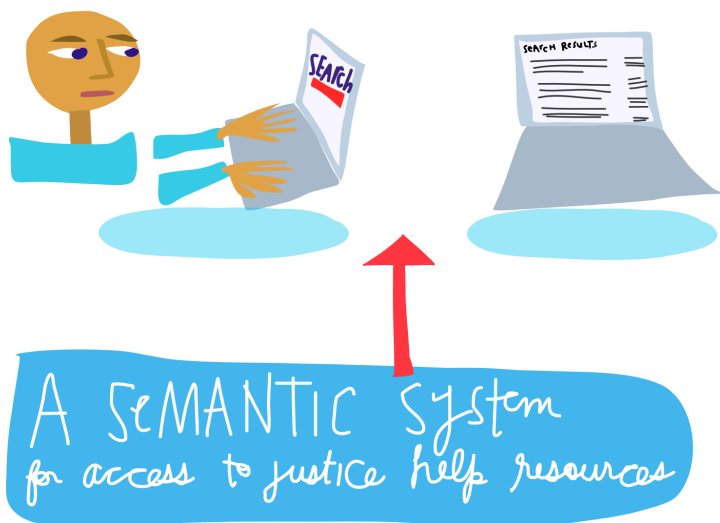 SEARCH
SEARCH RESULTS
A SEMANTIC System
for access to justice help resources